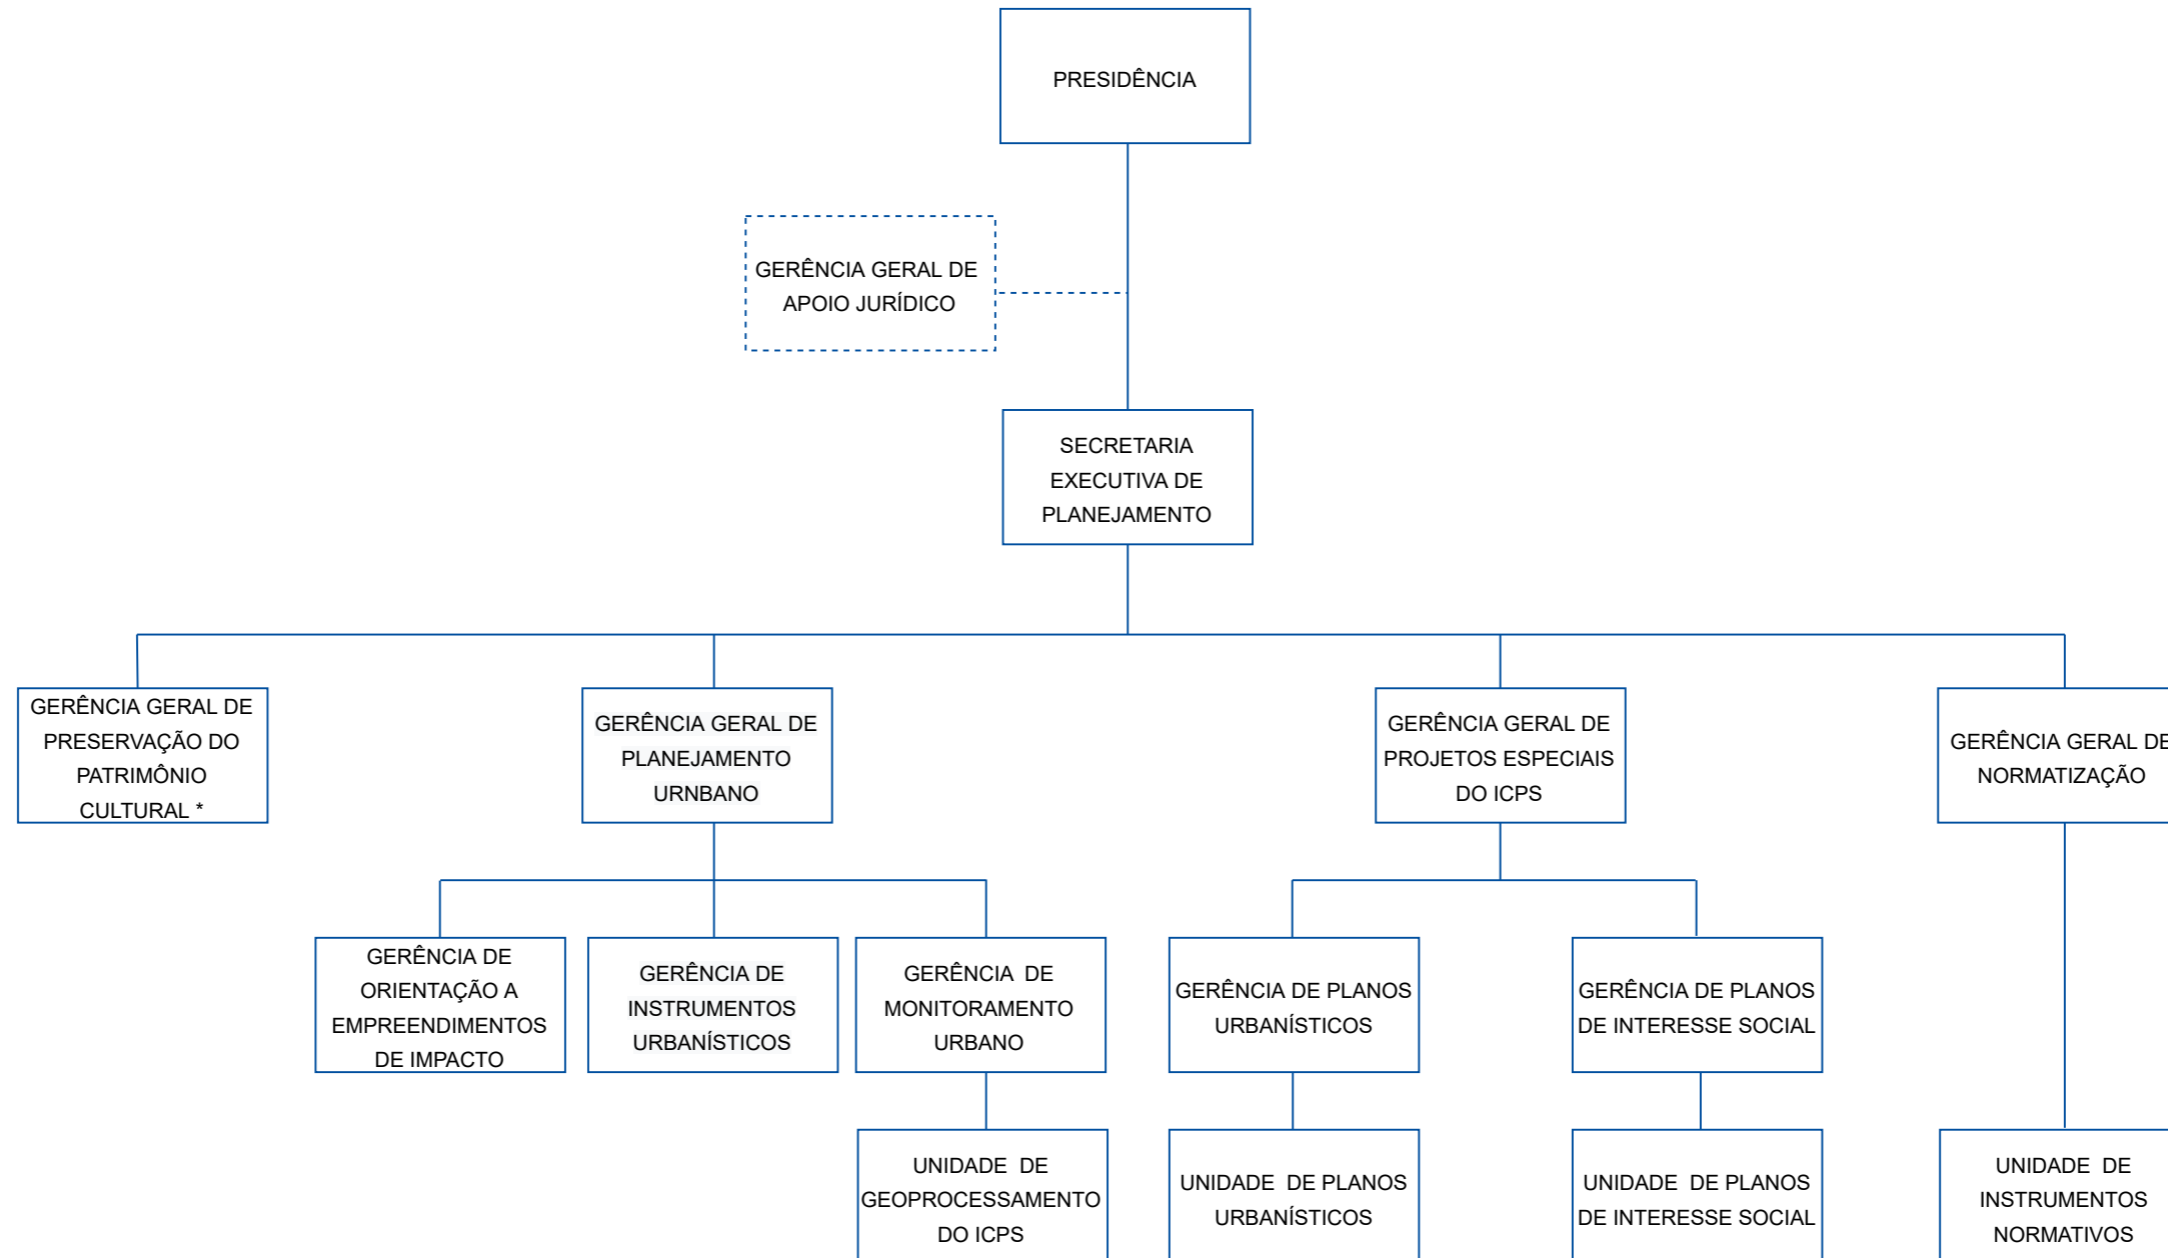 PRESIDÊNCIA
GERÊNCIA GERAL DE
APOIO JURÍDICO
SECRETARIA
EXECUTIVA DE
PLANEJAMENTO
GERÊNCIA GERAL DE
PRESERVAÇÃO DO
PATRIMÔNIO
CULTURAL *
GERÊNCIA GERAL DE
PLANEJAMENTO
URNBANO
GERÊNCIA GERAL DE
PROJETOS ESPECIAIS
DO ICPS
GERÊNCIA GERAL DE
NORMATIZAÇÃO
GERÊNCIA DE
ORIENTAÇÃO A
EMPREENDIMENTOS
DE IMPACTO
GERÊNCIA DE
INSTRUMENTOS
URBANÍSTICOS
GERÊNCIA  DE
MONITORAMENTO
URBANO
GERÊNCIA DE PLANOS
URBANÍSTICOS
GERÊNCIA DE PLANOS
DE INTERESSE SOCIAL
UNIDADE  DE
GEOPROCESSAMENTO
DO ICPS
UNIDADE  DE PLANOS
URBANÍSTICOS
UNIDADE  DE PLANOS
DE INTERESSE SOCIAL
UNIDADE  DE
INSTRUMENTOS
NORMATIVOS